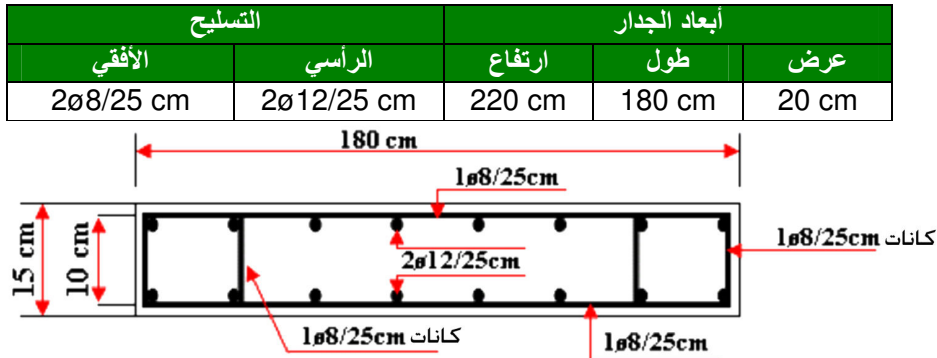 أبعاد الجدار التسليح
عرض طول ارتفاع الرأسي الأفقي
20 cm 180 cm 220 cm 2ø12/25 cm 2ø8/25 cm
180 cm
1ø8/25cm
15 cm
10 cm
2ø12/25cm
كانات 1ø8/25cm
كانات 1ø8/25cm
1ø8/25cm